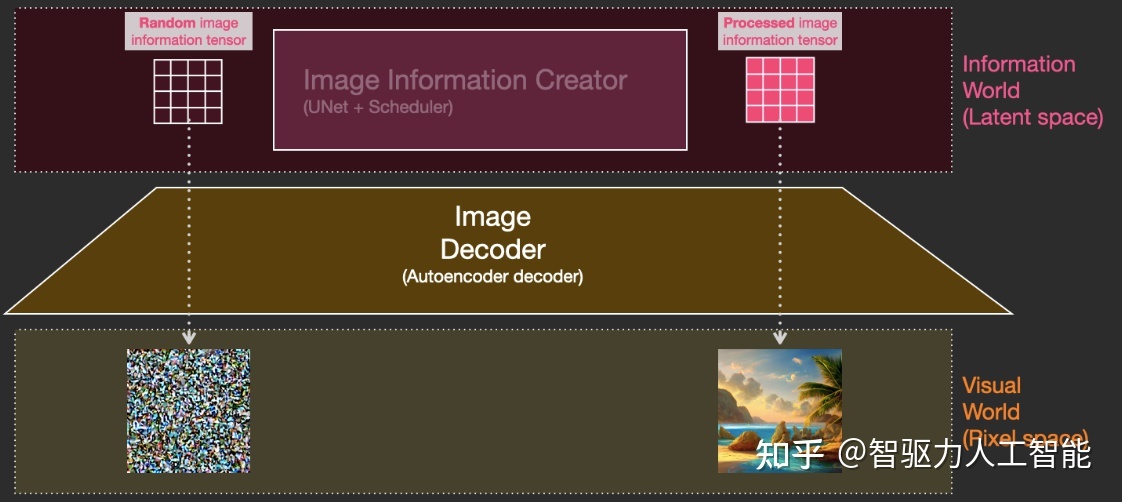 Random image
information tensor
Processed image
information tensor
Image Information Creator
(UNet + Scheduler)
Information
World
(Latent space)
Image
Decoder
(Autoencoder decoder)
Visual
World
(Pixel space)
知乎 @智驱力人工智能